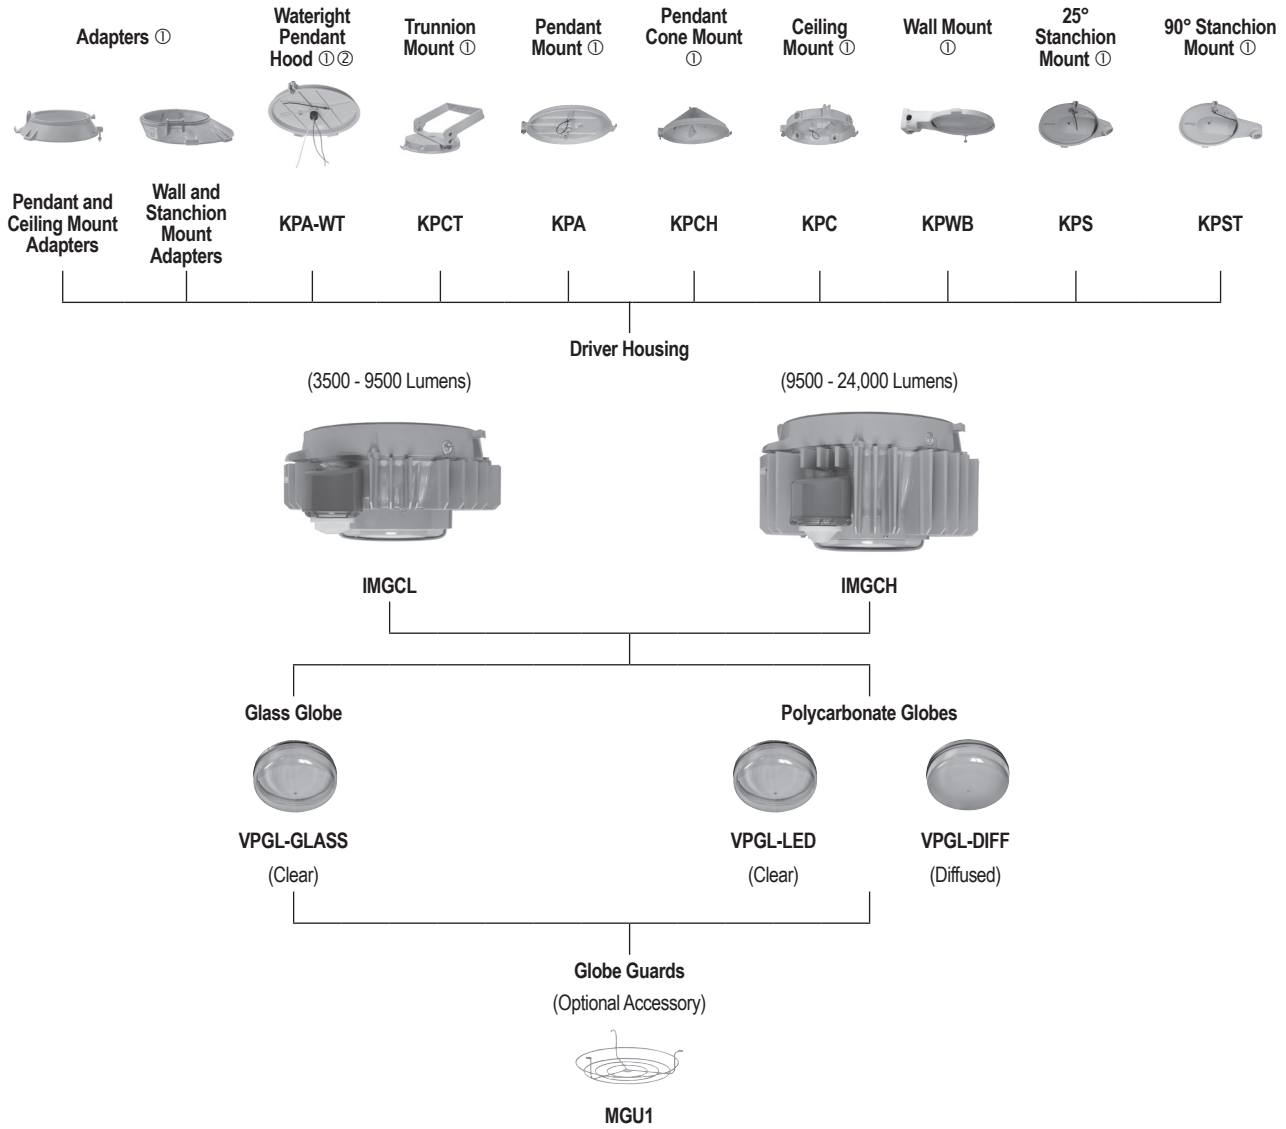 Adapters ①
Wateright
Pendant
Hood ①②
Trunnion
Mount ①
Pendant
Mount ①
Pendant
Cone Mount
①
Ceiling
Mount ①
Wall Mount
①
25°
Stanchion
Mount ①
90° Stanchion
Mount ①
Pendant and
Ceiling Mount
Adapters
Wall and
Stanchion
Mount
Adapters
KPA-WT
KPCT
KPA
KPCH
KPC
KPWB
KPS
KPST
Driver Housing
(3500 - 9500 Lumens)
(9500 - 24,000 Lumens)
IMGCL
IMGCH
Glass Globe
Polycarbonate Globes
VPGL-GLASS
(Clear)
VPGL-LED
(Clear)
VPGL-DIFF
(Diffused)
Globe Guards
(Optional Accessory)
MGU1